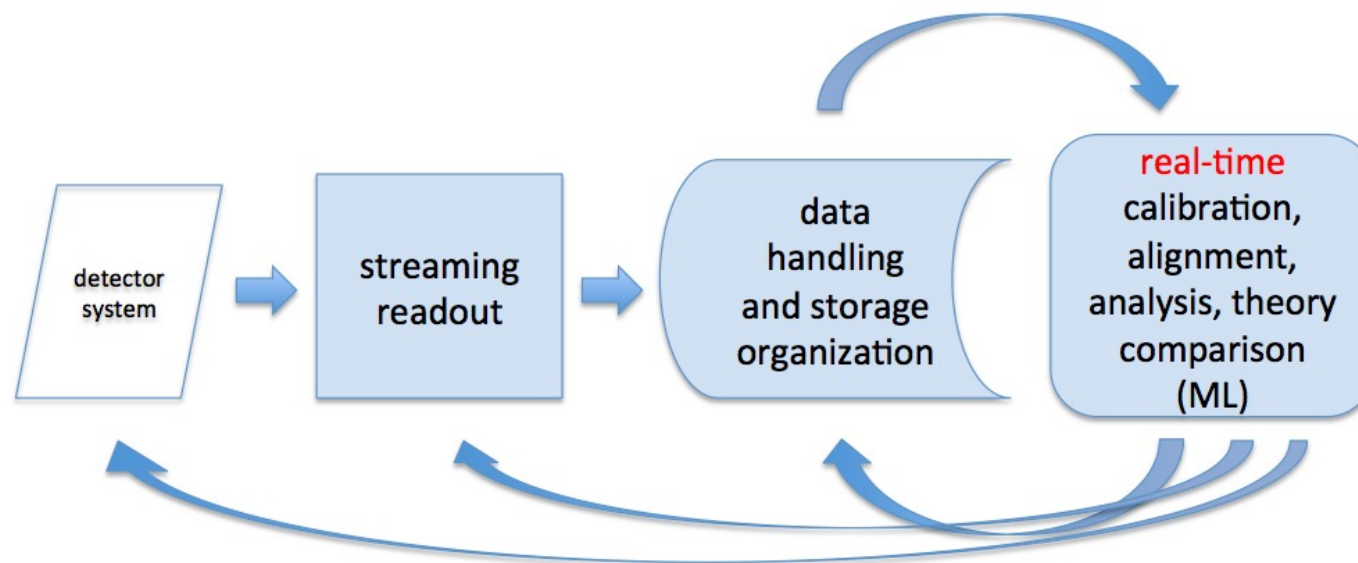 detector
system
streaming
readout
data
handling
and storage
organization
real-time
calibration,
alignment,
analysis, theory
comparison
(ML)